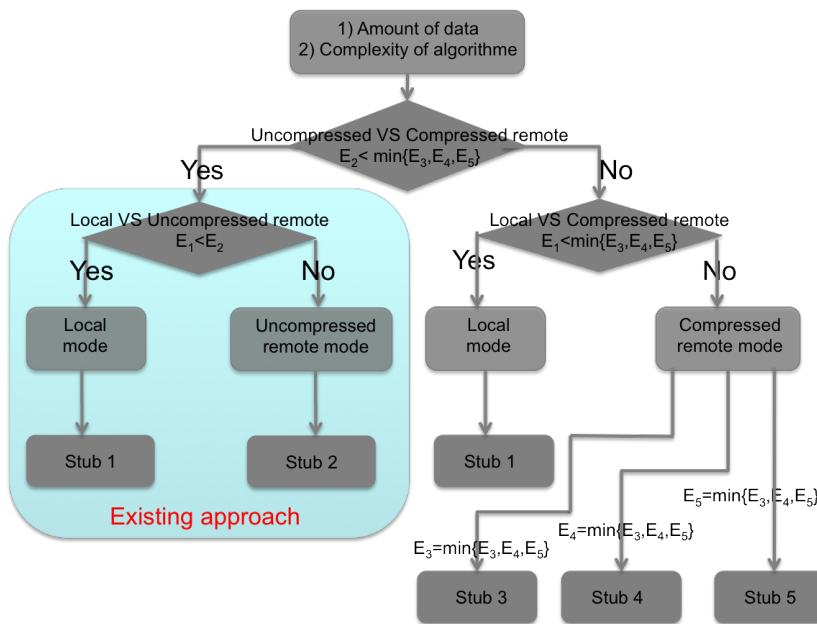 1) Amount of data
2) Complexity of algorithme
Uncompressed VS Compressed remote
E₂< min{E₃,E₄,E₅}
Yes
No
Local VS Uncompressed remote
E₁<E₂
Local VS Compressed remote
E₁<min{E₃,E₄,E₅}
Yes
No
Yes
No
Local
mode
Uncompressed
remote mode
Local
mode
Compressed
remote mode
Stub 1
Stub 2
Stub 1
E₅=min{E₃,E₄,E₅}
Existing approach
E₄=min{E₃,E₄,E₅}
E₃=min{E₃,E₄,E₅}
Stub 3
Stub 4
Stub 5